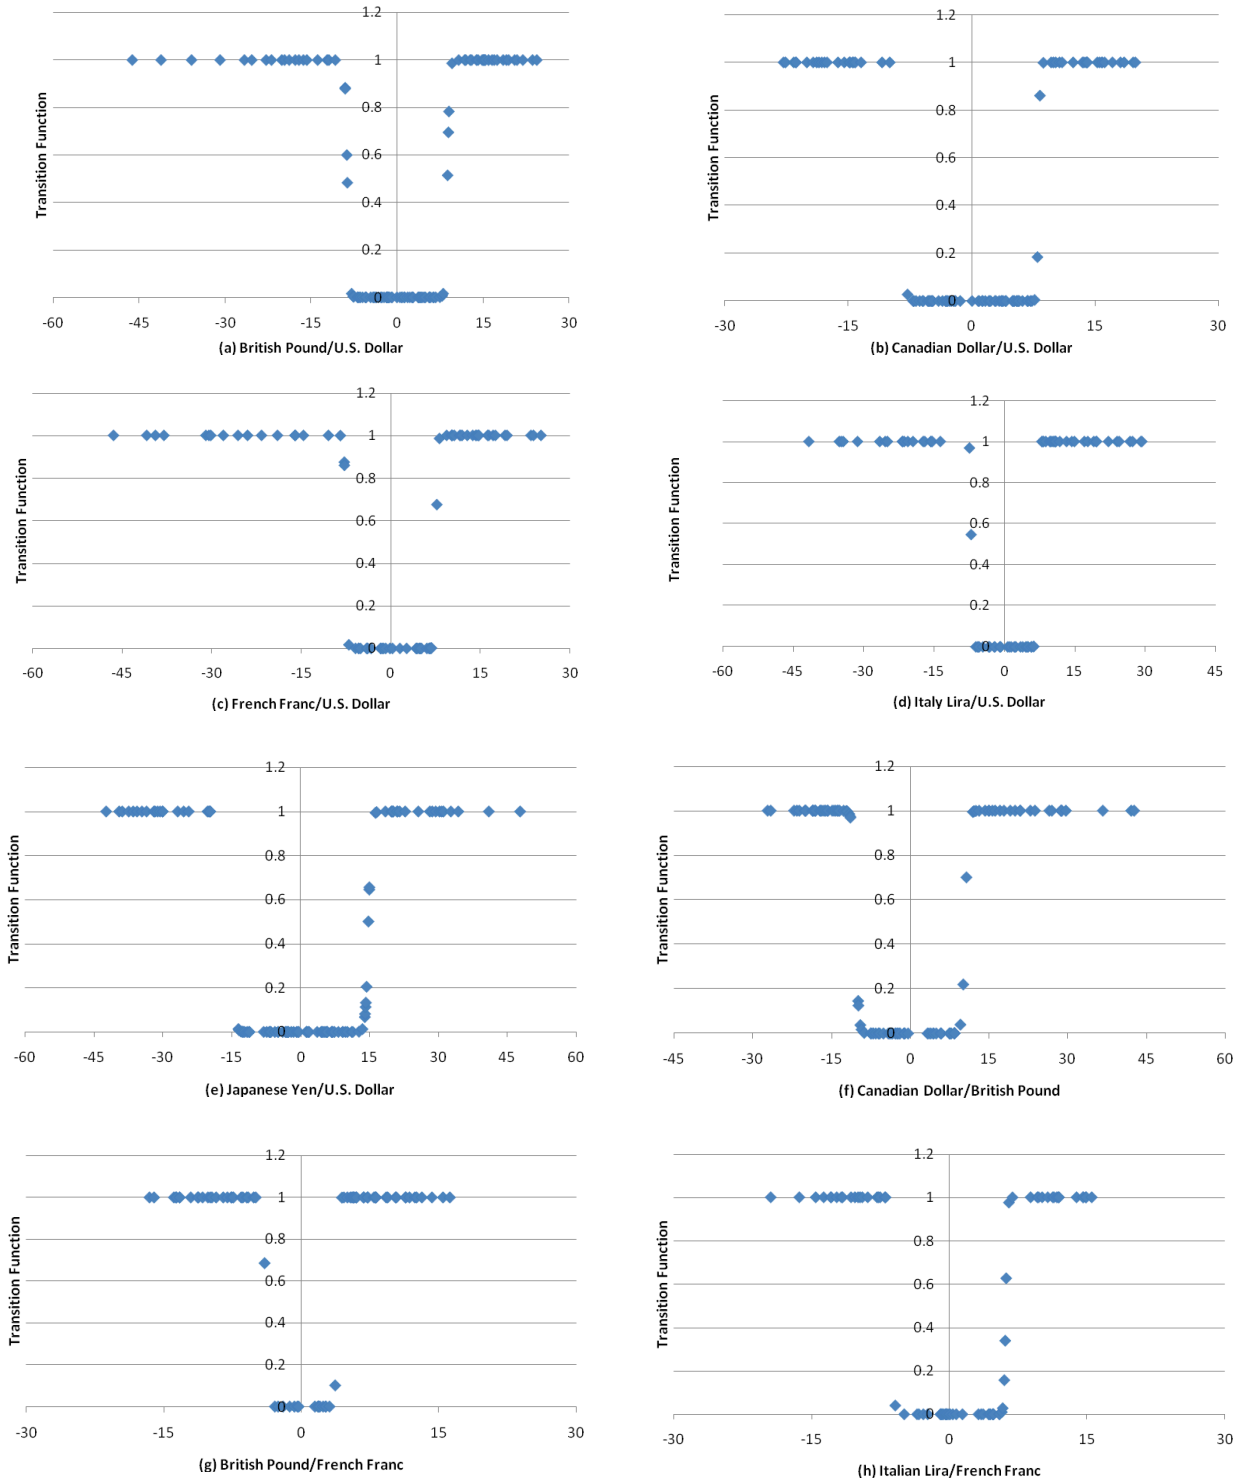 1.2
1
0.8
0.6
0.4
0.2
0
-60 -45 -30 -15 0 15 30
Transition Function
(a) British Pound/U.S. Dollar
1.2
1
0.8
0.6
0.4
0.2
0
-30 -15 0 15 30
Transition Function
(b) Canadian Dollar/U.S. Dollar
1.2
1
0.8
0.6
0.4
0.2
0
-60 -45 -30 -15 0 15 30
Transition Function
(c) French Franc/U.S. Dollar
1.2
1
0.8
0.6
0.4
0.2
0
-60 -45 -30 -15 0 15 30 45
Transition Function
(d) Italy Lira/U.S. Dollar
1.2
1
0.8
0.6
0.4
0.2
0
-60 -45 -30 -15 0 15 30 45 60
Transition Function
(e) Japanese Yen/U.S. Dollar
1.2
1
0.8
0.6
0.4
0.2
0
-45 -30 -15 0 15 30 45 60
Transition Function
(f) Canadian Dollar/British Pound
1.2
1
0.8
0.6
0.4
0.2
0
-30 -15 0 15 30
Transition Function
(g) British Pound/French Franc
1.2
1
0.8
0.6
0.4
0.2
0
-30 -15 0 15 30
Transition Function
(h) Italian Lira/French Franc